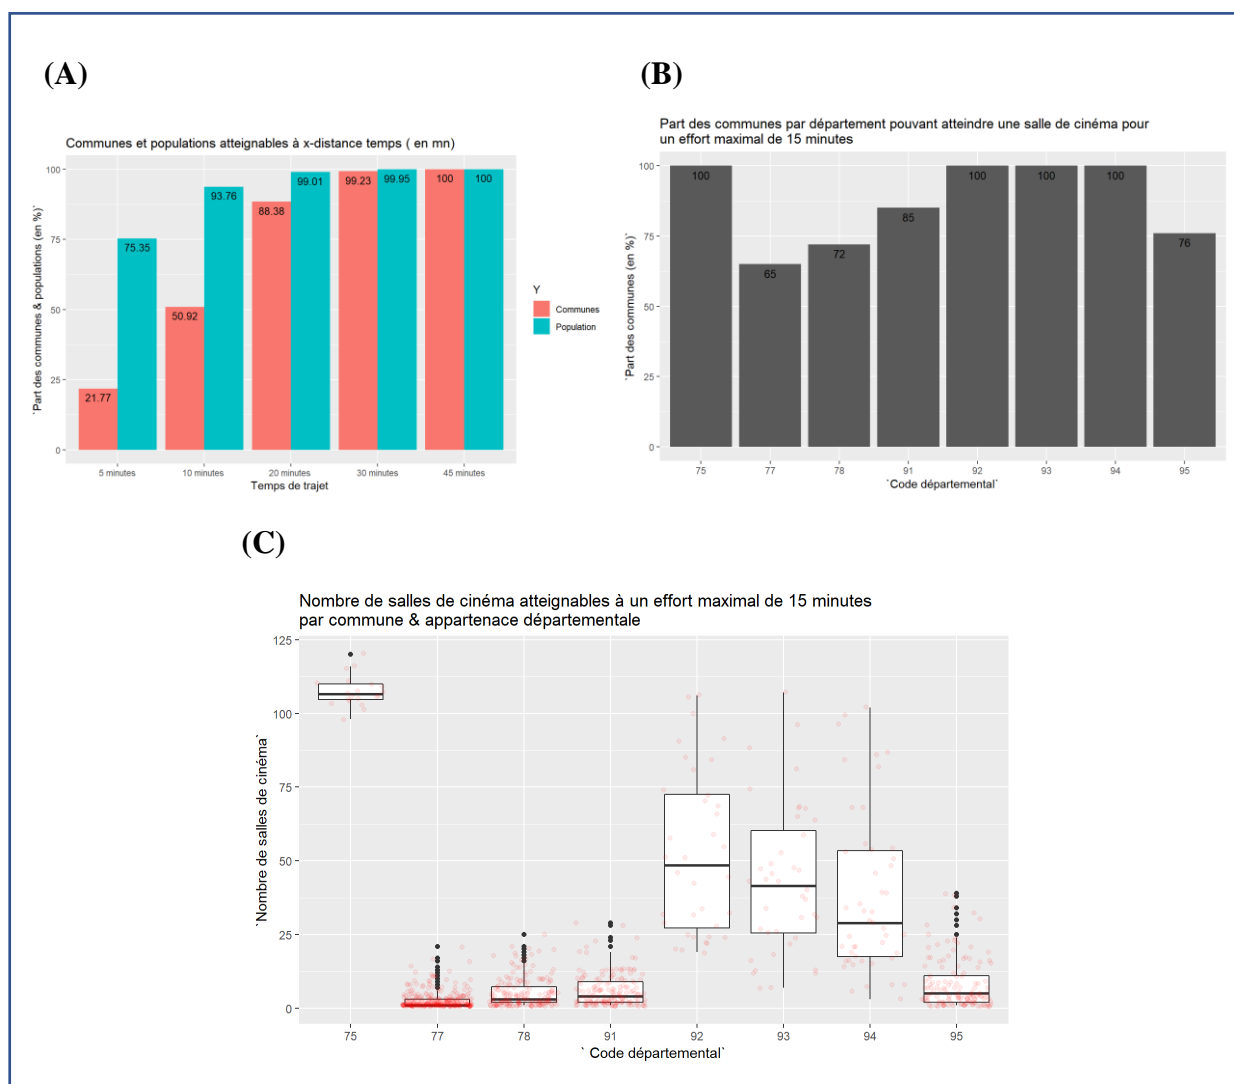 (A)
Communes et populations atteignables à x-distance temps ( en mn)
`Part des communes & populations (en %)`
100
75
50
25
0
21.77
75.35
50.92
93.76
88.38
99.01
99.23
99.95
100
100
5 minutes
10 minutes
20 minutes
30 minutes
45 minutes
Temps de trajet
Y
Communes
Population
(B)
Part des communes par département pouvant atteindre une salle de cinéma pour
un effort maximal de 15 minutes
`Part des communes (en %)`
100
75
50
25
0
100
65
72
85
100
100
100
76
75
77
78
91
92
93
94
95
`Code départemental`
(C)
Nombre de salles de cinéma atteignables à un effort maximal de 15 minutes
par commune & appartenace départementale
`Nombre de salles de cinéma`
125
100
75
50
25
0
75
77
78
91
92
93
94
95
` Code départemental`